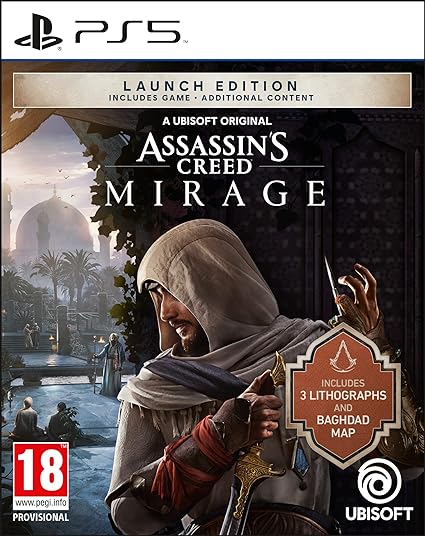 PS5
LAUNCH EDITION
INCLUDES GAME • ADDITIONAL CONTENT
A UBISOFT ORIGINAL
ASSASSIN'S
CREED
MIRAGE
INCLUDES
3 LITHOGRAPHS
AND
BAGHDAD
MAP
18
www.pegi.info
PROVISIONAL
UBISOFT